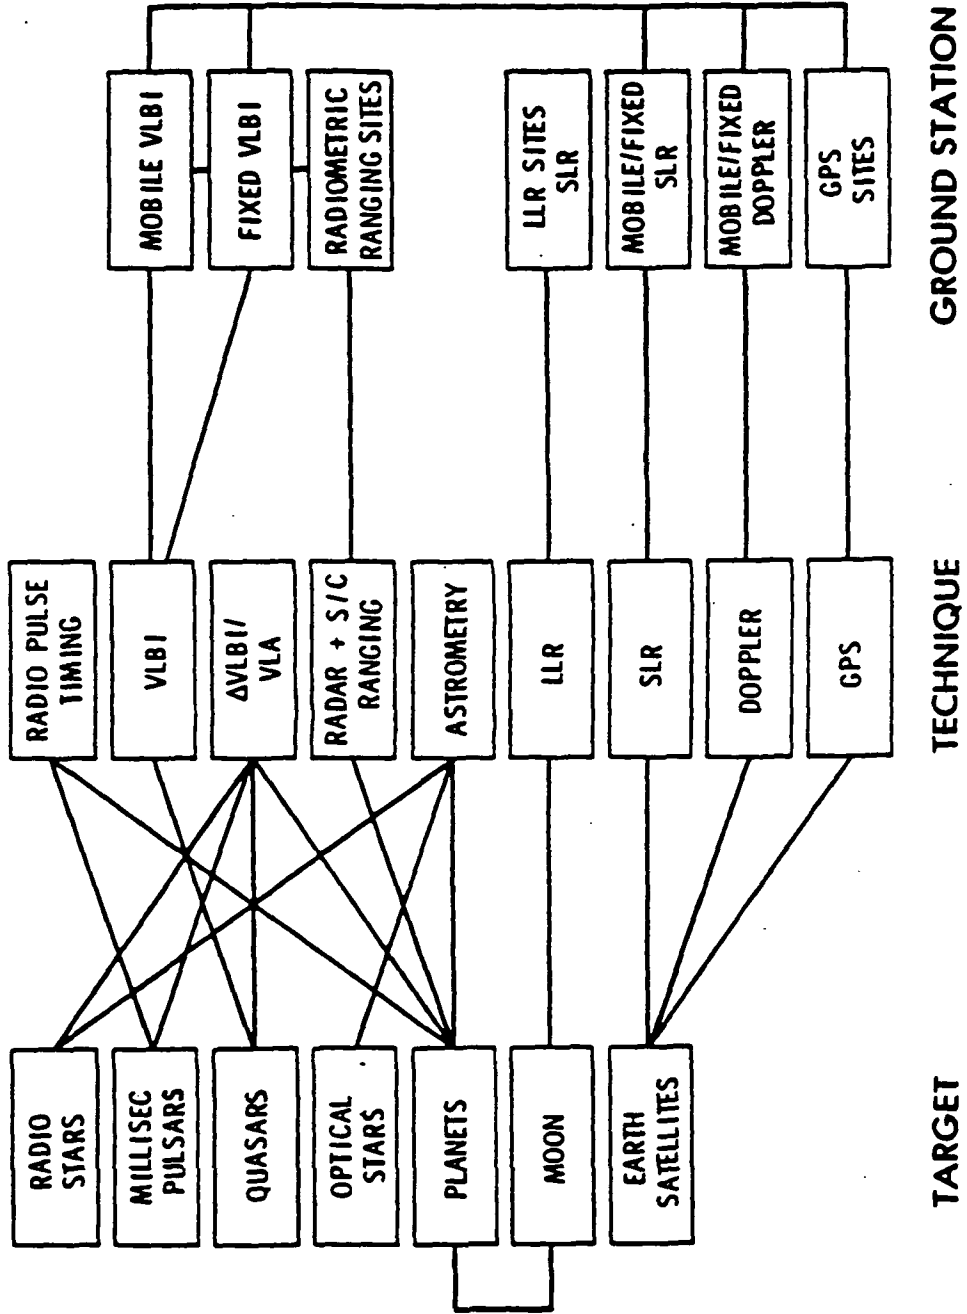 RADIO
STARS
MILLISEC
PULSARS
QUASARS
OPTICAL
STARS
PLANETS
MOON
EARTH
SATELLITES
TARGET
RADIO PULSE
TIMING
VLBI
ΔVLBI/
VLA
RADAR + S/C
RANGING
ASTROMETRY
LLR
SLR
DOPPLER
GPS
TECHNIQUE
MOBILE VLBI
FIXED VLBI
RADIOMETRIC
RANGING SITES
LLR SITES
SLR
MOBILE/FIXED
SLR
MOBILE/FIXED
DOPPLER
GPS
SITES
GROUND STATION